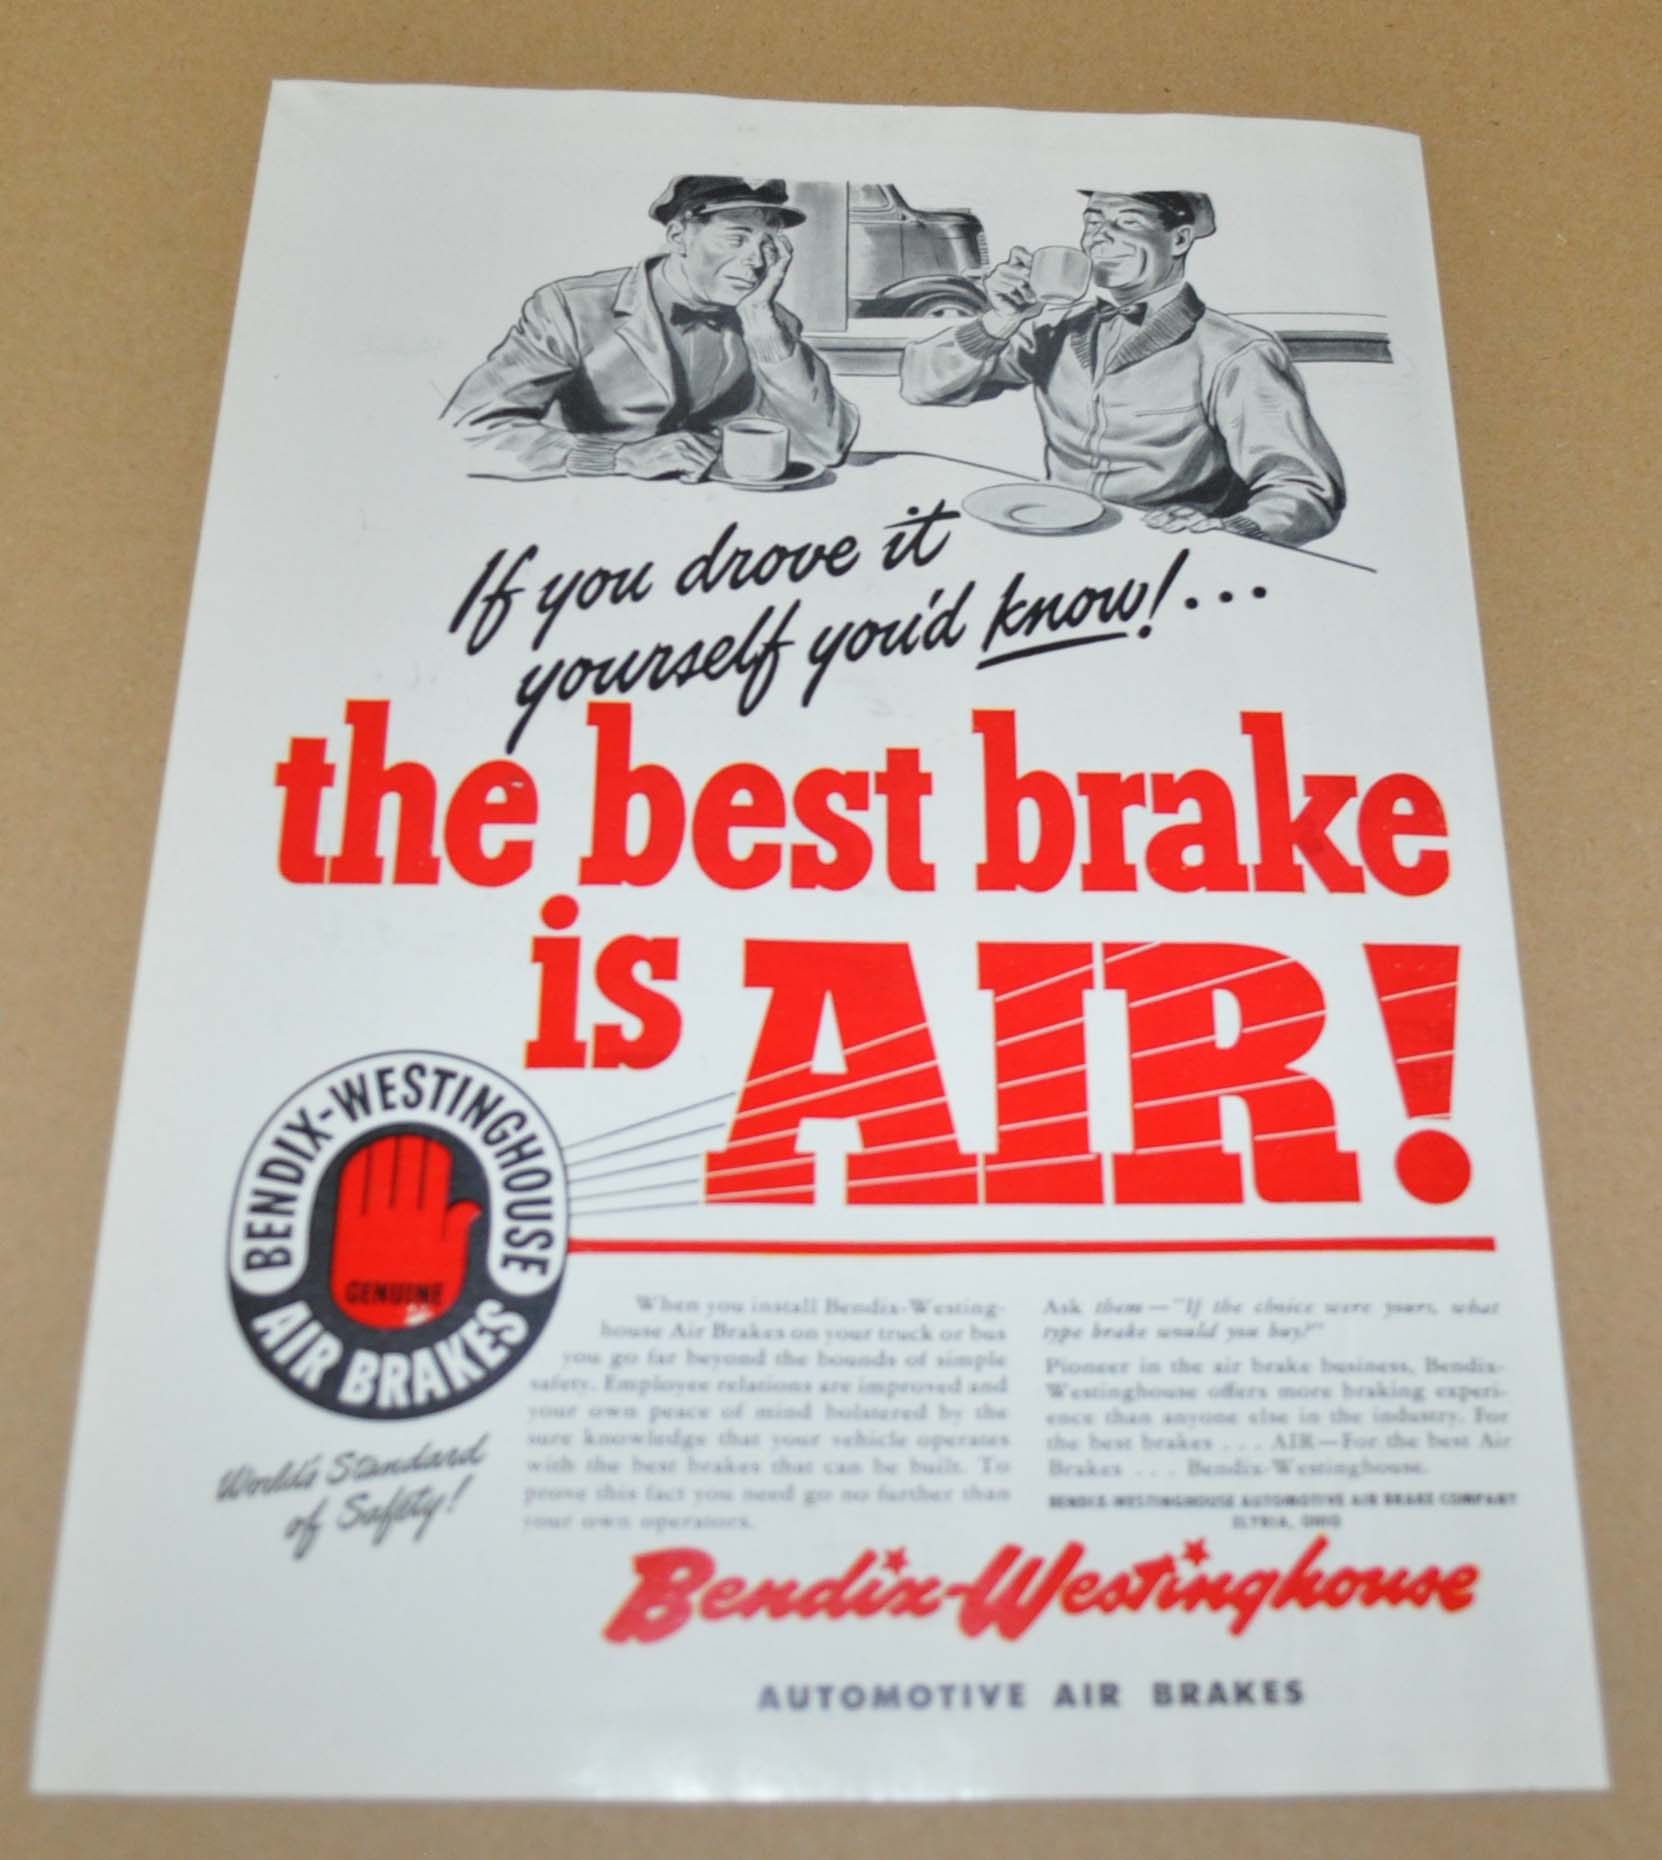 If you drove it
yourself you'd know!...
the best brake
is AIR!
BENDIX-WESTINGHOUSE
GENUINE
AIR BRAKES
World's Standard
of Safety!
When you install Bendix-Westing-
house Air Brakes on your truck or bus
you go far beyond the bounds of simple
safety. Employee relations are improved and
your own peace of mind bolstered by the
sure knowledge that your vehicle operates
with the best brakes that can be built. To
prove this fact you need go no further than
your own operators.
Ask them—"If the choice were yours, what
type brake would you buy?"
Pioneer in the air brake business, Bendix-
Westinghouse offers more braking experi-
ence than anyone else in the industry. For
the best brakes . . . AIR—For the best Air
Brakes . . . Bendix-Westinghouse.
BENDIX-WESTINGHOUSE AUTOMOTIVE AIR BRAKE COMPANY
ELYRIA, OHIO
Bendix-Westinghouse
AUTOMOTIVE AIR BRAKES